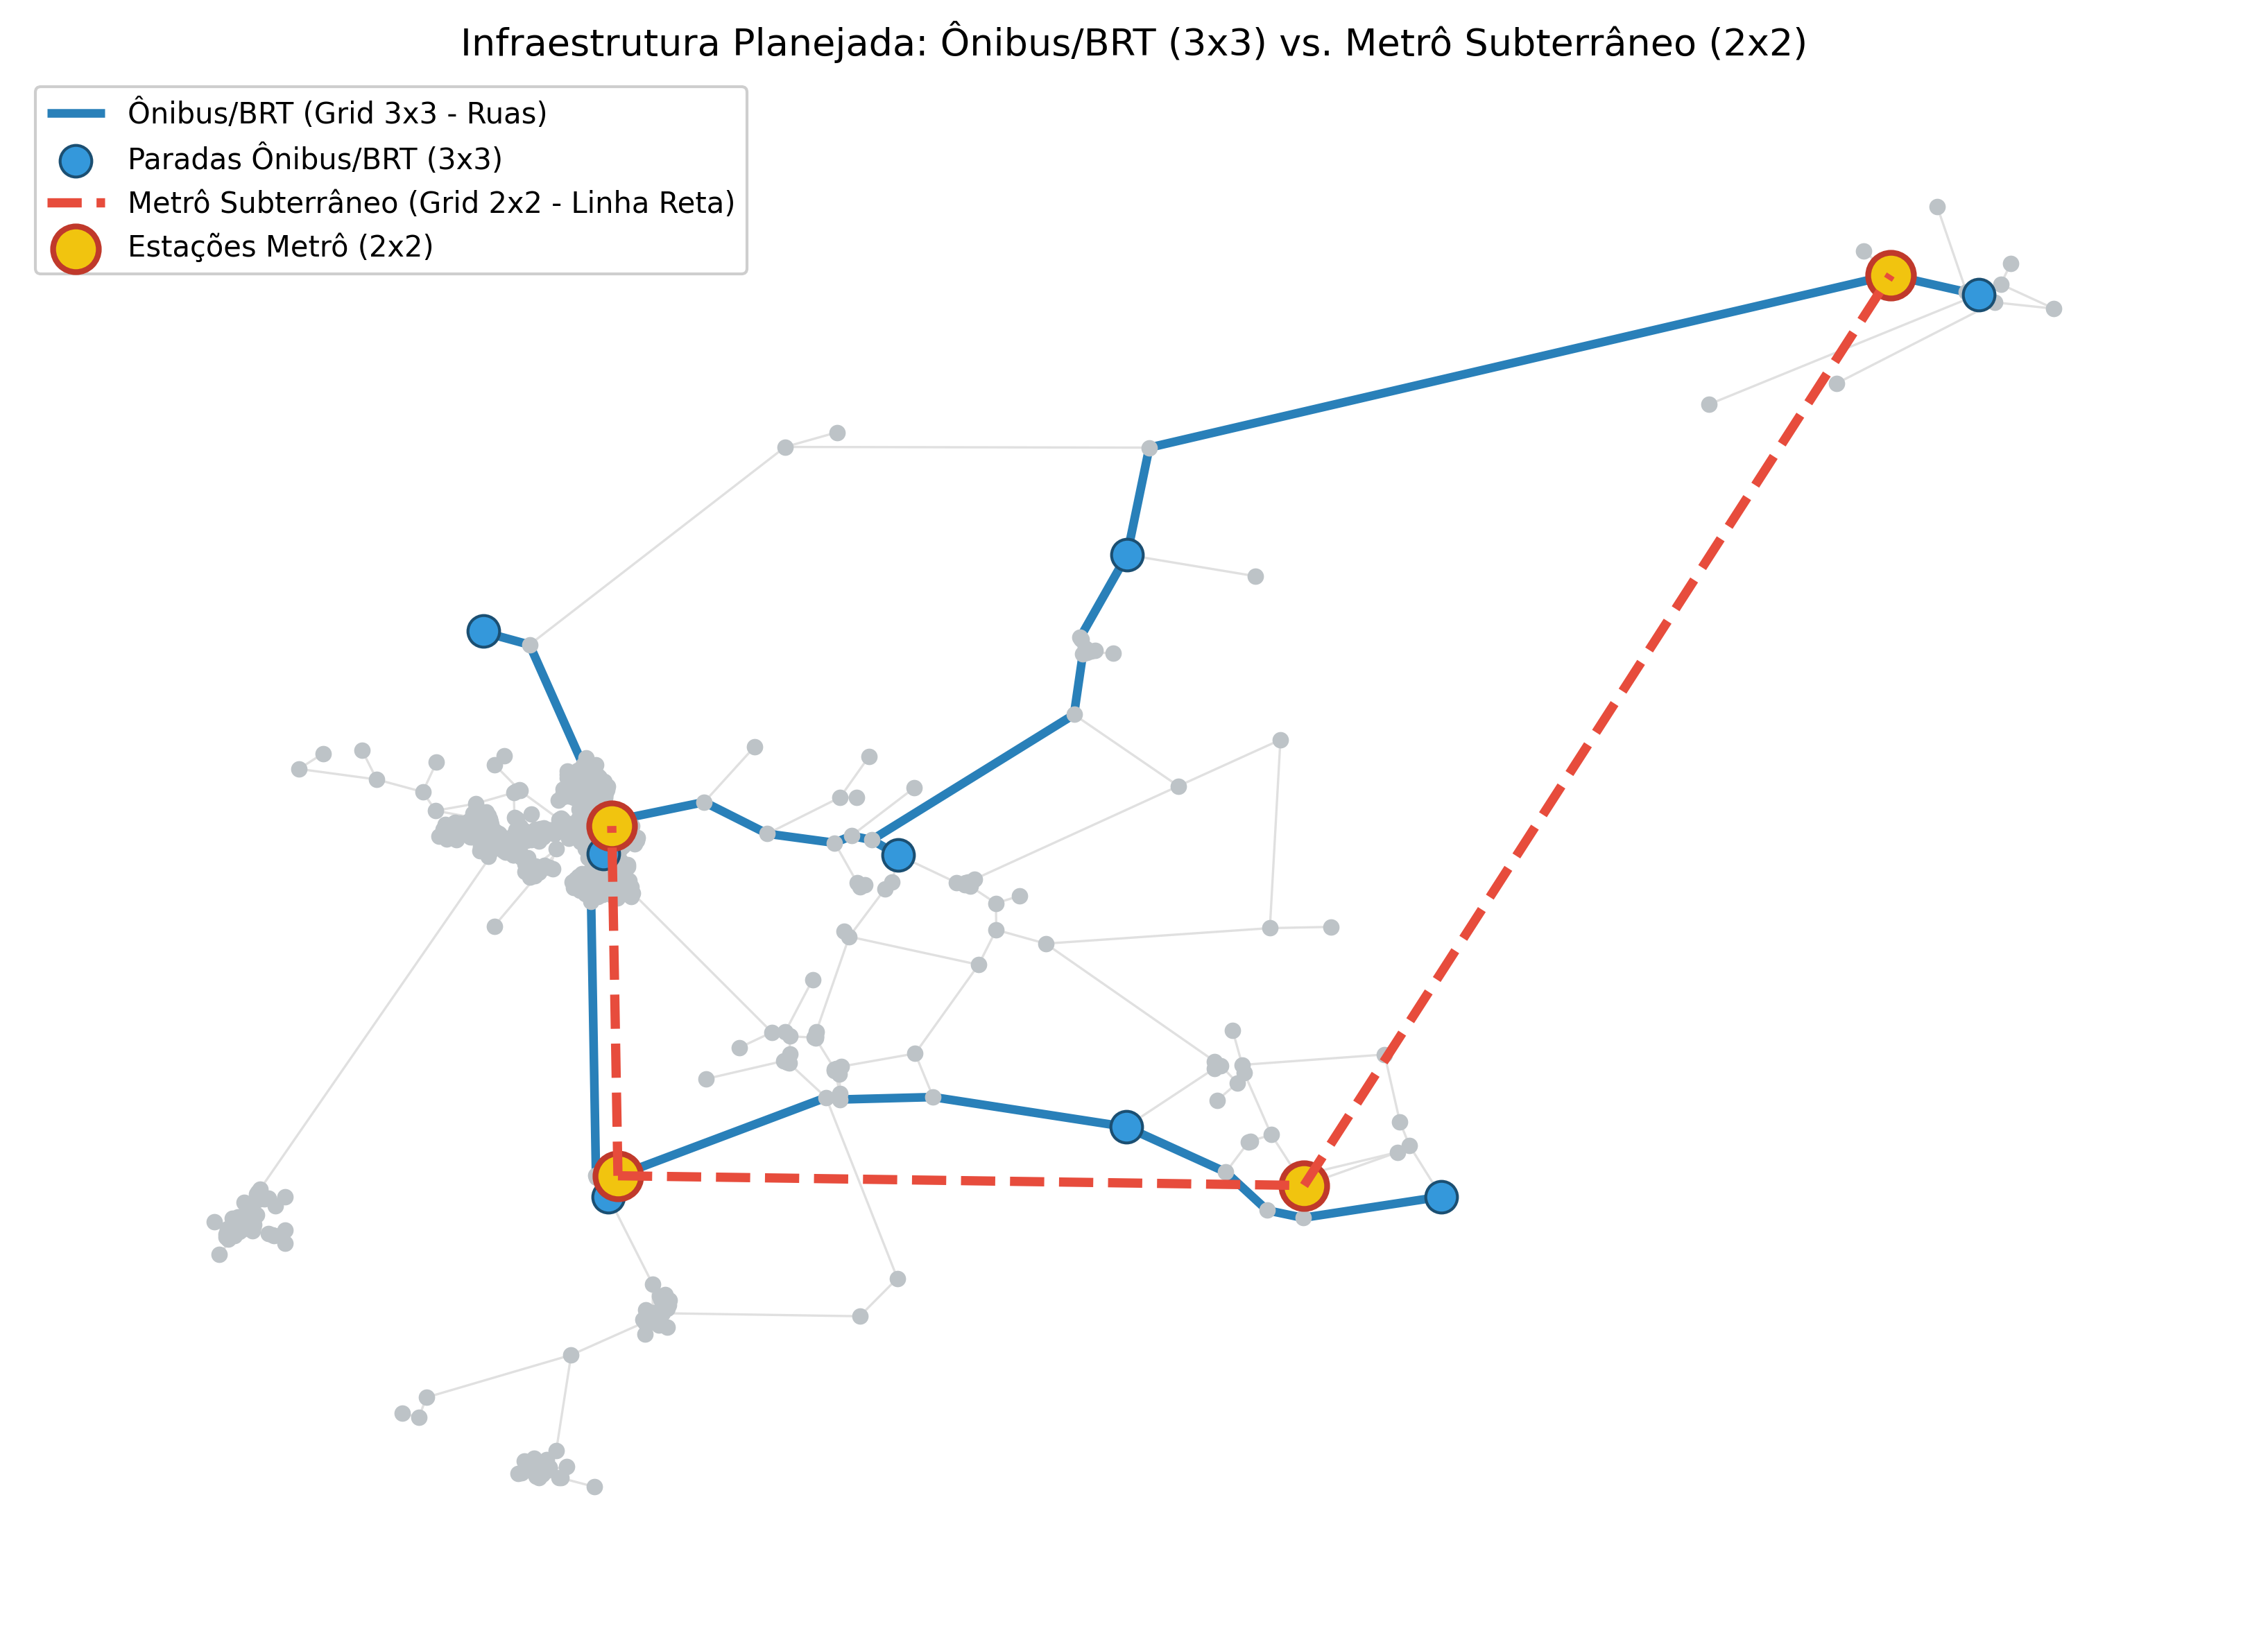 Infraestrutura Planejada: Ônibus/BRT (3x3) vs. Metrô Subterrâneo (2x2)
Ônibus/BRT (Grid 3x3 - Ruas)
Paradas Ônibus/BRT (3x3)
Metrô Subterrâneo (Grid 2x2 - Linha Reta)
Estações Metrô (2x2)